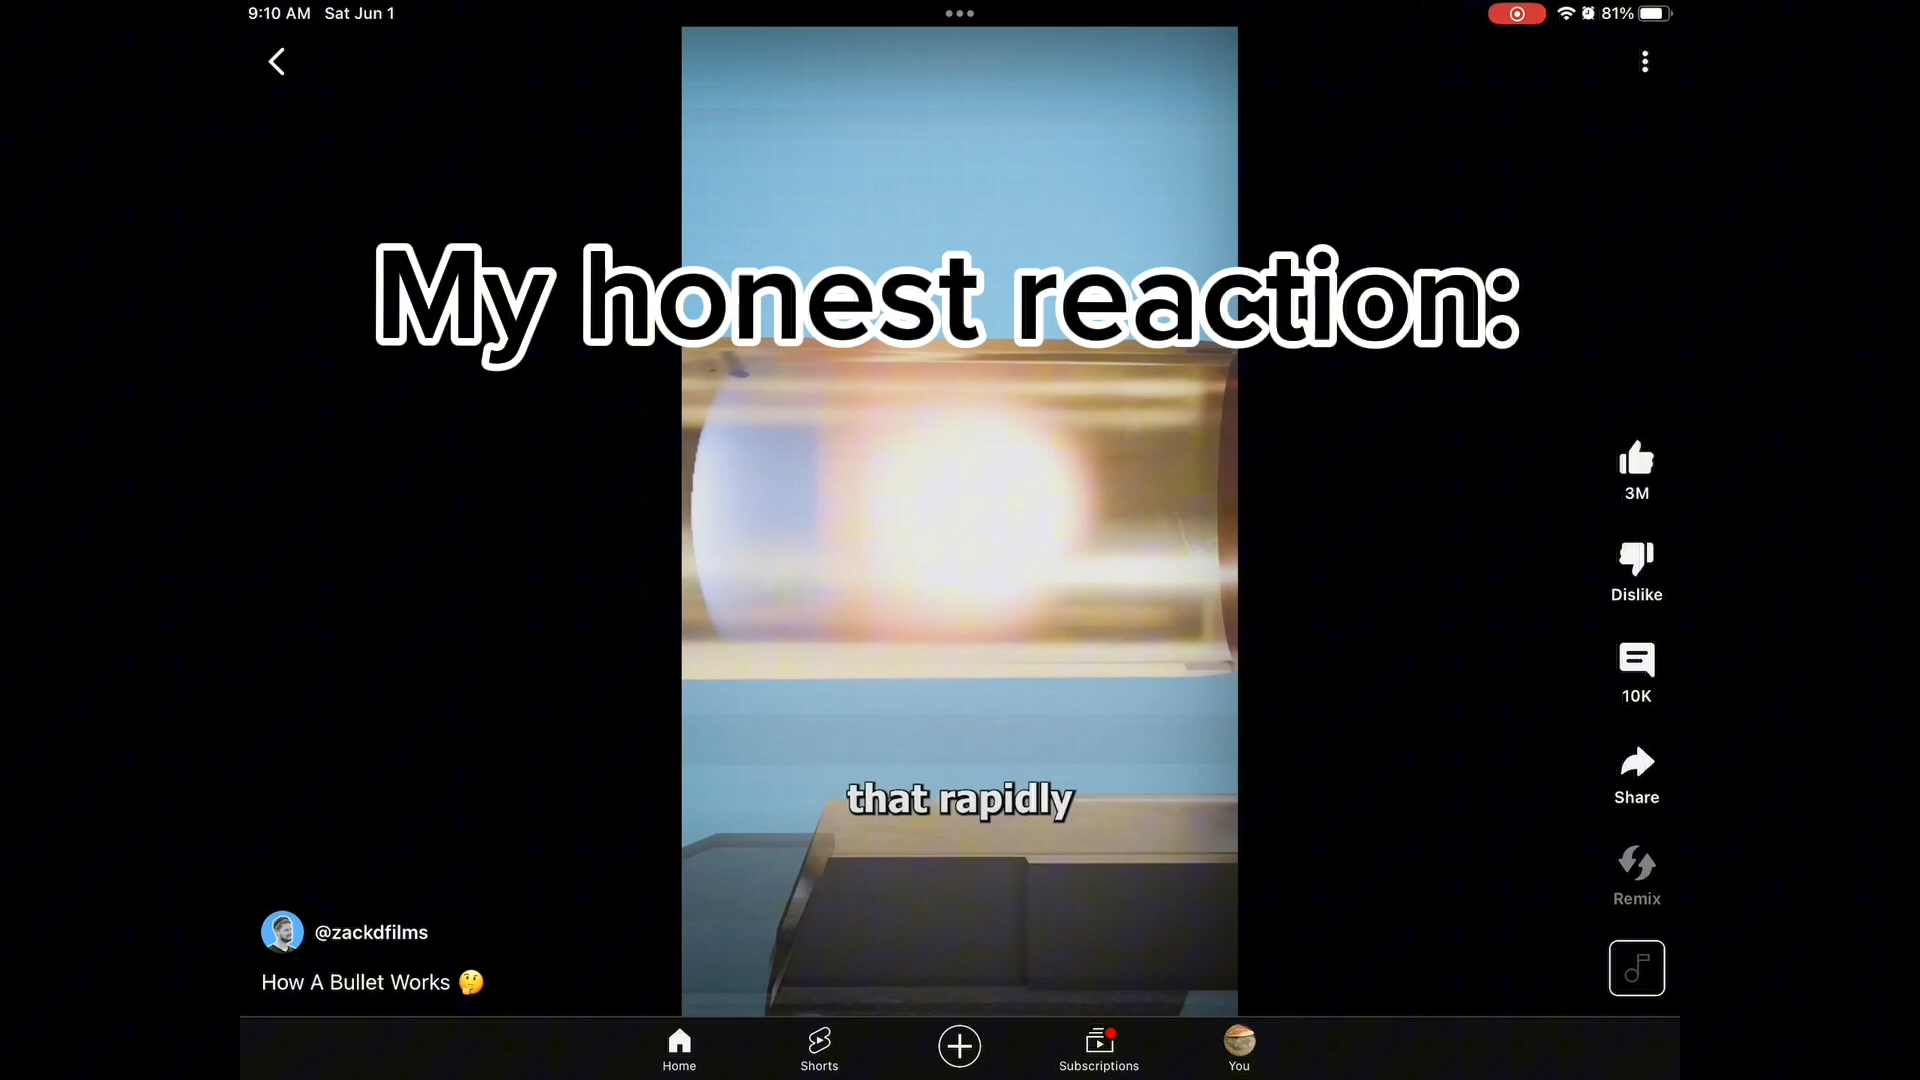 9:10 AM Sat Jun 1
81%
My honest reaction:
3M
Dislike
10K
that rapidly
Share
Remix
@zackdfilms
How A Bullet Works 🤔
Home
Shorts
Subscriptions
You